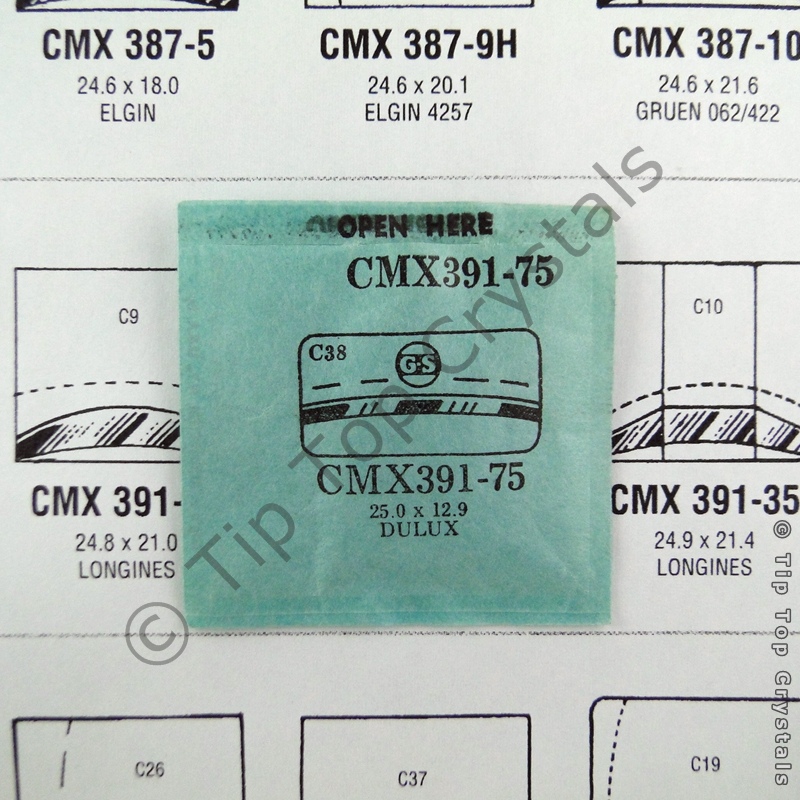 CMX 387-5
24.6 x 18.0
ELGIN
CMX 387-9H
24.6 x 20.1
ELGIN 4257
CMX 387-10
24.6 x 21.6
GRUEN 062/422
OPEN HERE
CMX391-75
C38
G-S
CMX391-75
25.0 x 12.9
DULUX
C9
CMX 391-
24.8 x 21.0
LONGINES
C10
CMX 391-35
24.9 x 21.4
LONGINES
C26
C37
C19
© Tip Top Crystals
© Tip Top Crystals